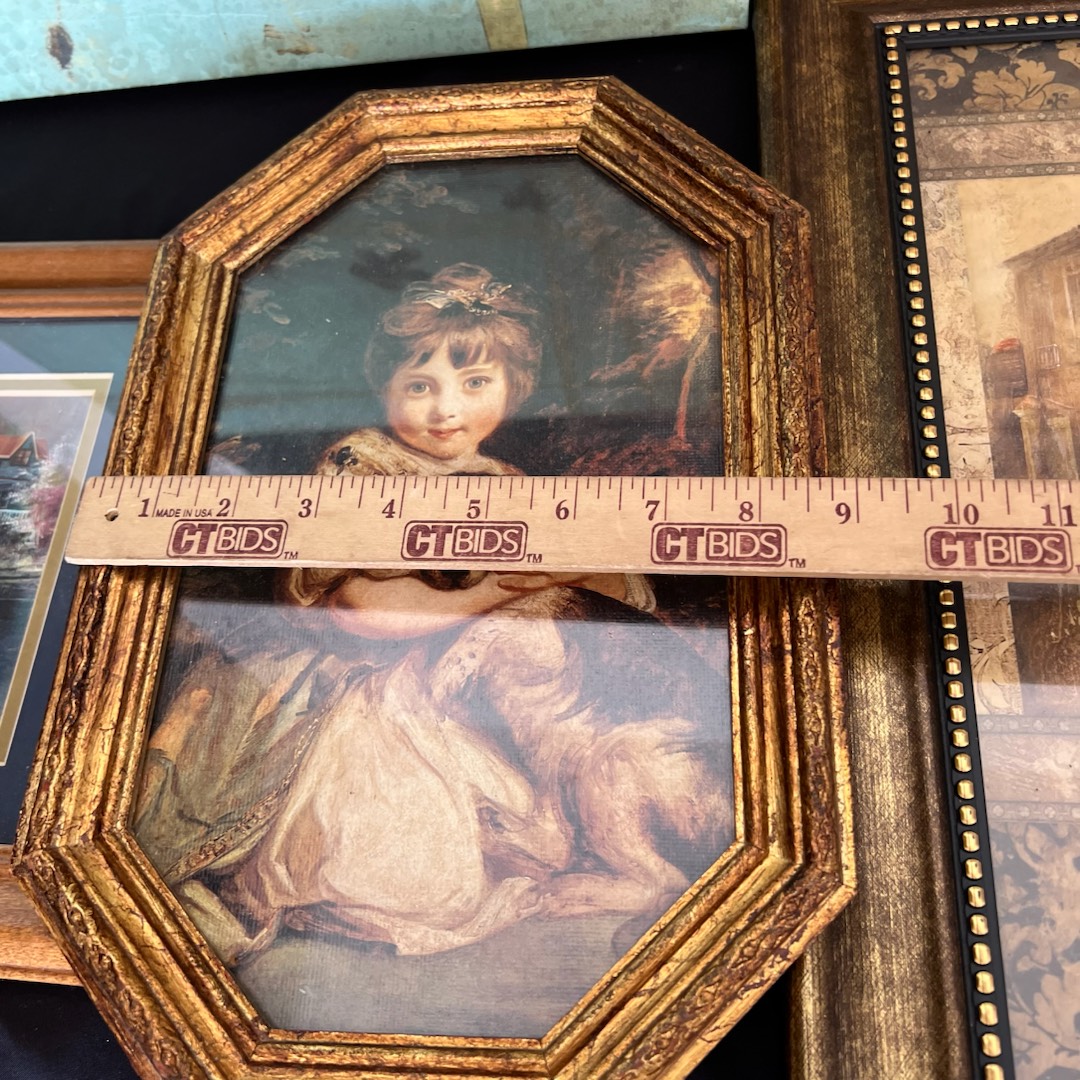 1 MADE IN USA 2 3 4 5 6 7 8 9 10 11
CTBIDS™ CTBIDS™ CTBIDS™ CTBIDS